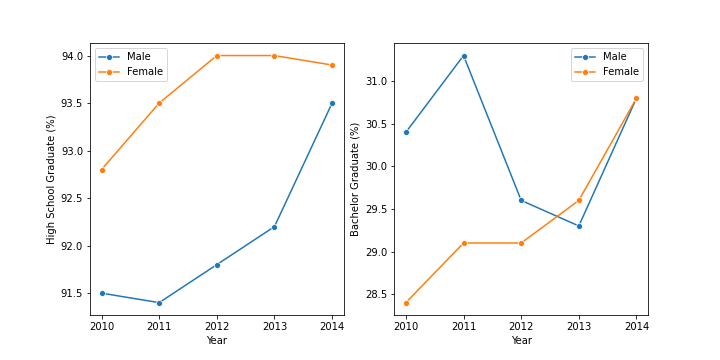 High School Graduate (%)
94.0
93.5
93.0
92.5
92.0
91.5
Male
Female
2010 2011 2012 2013 2014
Year
Bachelor Graduate (%)
31.0
30.5
30.0
29.5
29.0
28.5
Male
Female
2010 2011 2012 2013 2014
Year